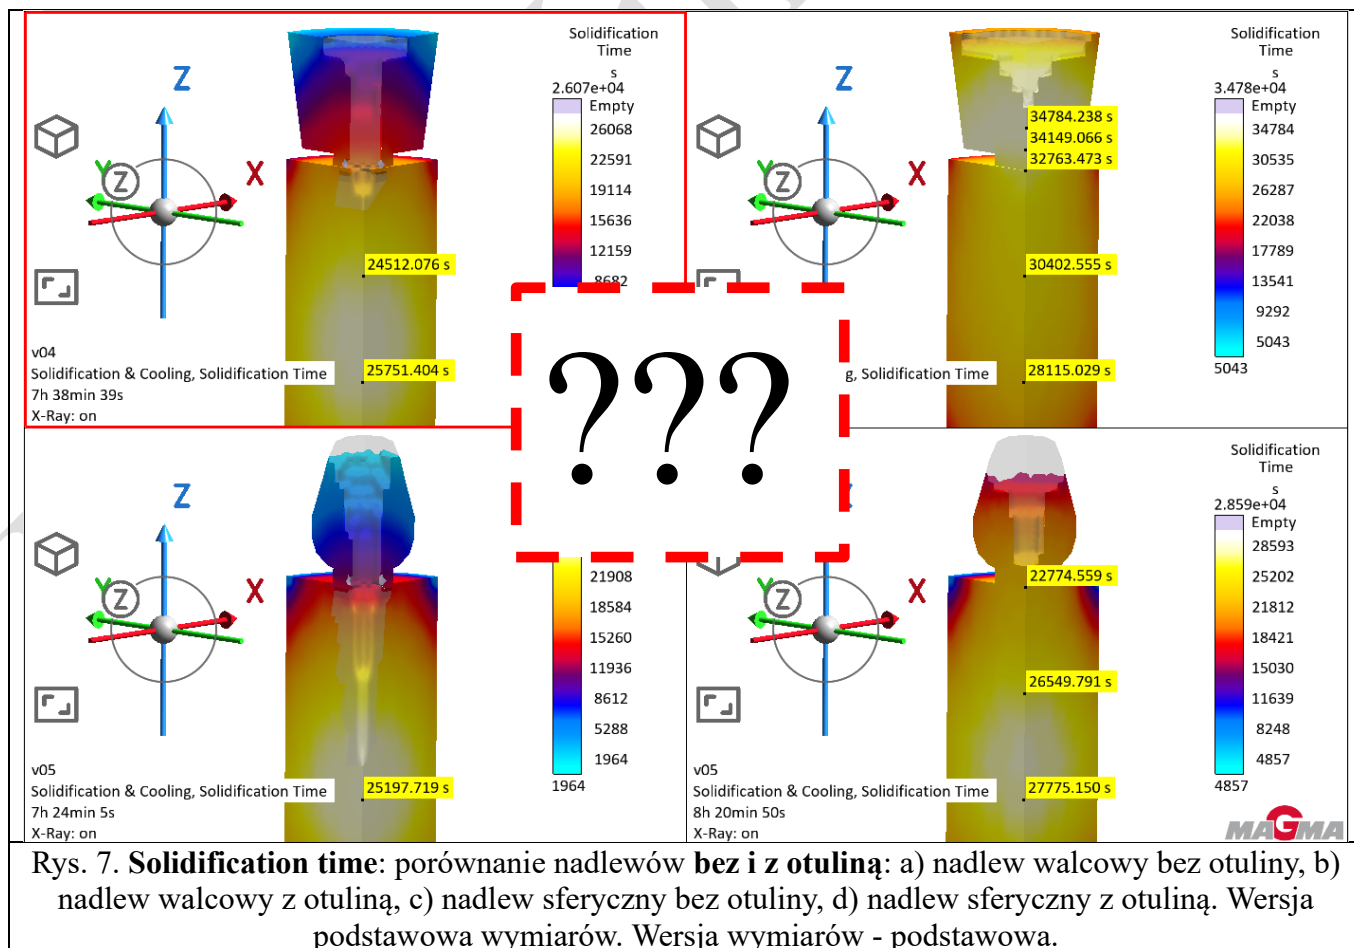 Solidification
Time
s
2.607e+04
Empty
26068
22591
19114
15636
12159
8682
Z
Y
Z
X
24512.076 s
25751.404 s
v04
Solidification & Cooling, Solidification Time
7h 38min 39s
X-Ray: on
Solidification
Time
s
3.478e+04
Empty
34784
30535
26287
22038
17789
13541
9292
5043
5043
Z
Z
X
34784.238 s
34149.066 s
32763.473 s
30402.555 s
28115.029 s
g, Solidification Time
???
21908
18584
15260
11936
8612
5288
1964
1964
Z
Y
Z
X
25197.719 s
v05
Solidification & Cooling, Solidification Time
7h 24min 5s
X-Ray: on
Solidification
Time
s
2.859e+04
Empty
28593
25202
21812
18421
15030
11639
8248
4857
4857
Y
Z
X
22774.559 s
26549.791 s
27775.150 s
v05
Solidification & Cooling, Solidification Time
8h 20min 50s
X-Ray: on
MAGMA
Rys. 7. Solidification time: porównanie nadlewów bez i z otuliną: a) nadlew walcowy bez otuliny, b)
nadlew walcowy z otuliną, c) nadlew sferyczny bez otuliny, d) nadlew sferyczny z otuliną. Wersja
podstawowa wymiarów. Wersja wymiarów - podstawowa.